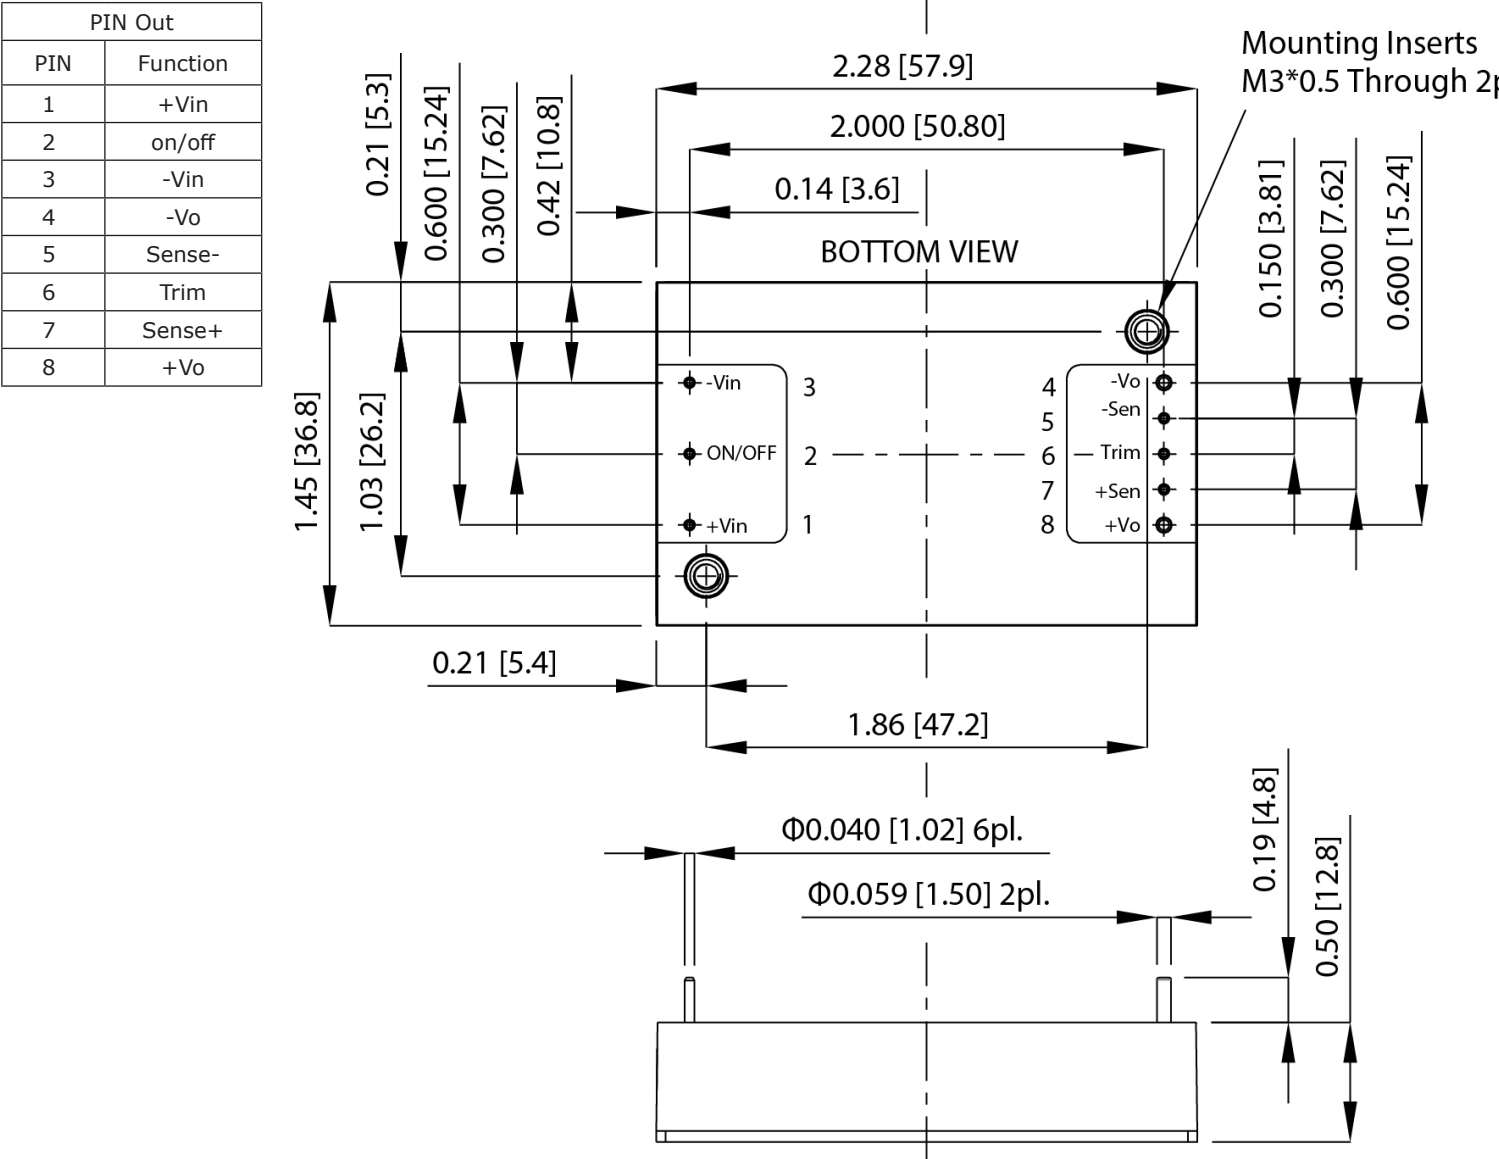 PIN Out
PIN Function
1 +Vin
2 on/off
3 -Vin
4 -Vo
5 Sense-
6 Trim
7 Sense+
8 +Vo
Mounting Inserts
M3*0.5 Through 2p
2.28 [57.9]
2.000 [50.80]
0.14 [3.6]
BOTTOM VIEW
0.21 [5.3]
0.600 [15.24]
0.300 [7.62]
0.42 [10.8]
0.150 [3.81]
0.300 [7.62]
0.600 [15.24]
1.45 [36.8]
1.03 [26.2]
-Vin 3
ON/OFF 2
+Vin 1
4 -Vo
5 -Sen
6 Trim
7 +Sen
8 +Vo
0.21 [5.4]
1.86 [47.2]
Φ0.040 [1.02] 6pl.
Φ0.059 [1.50] 2pl.
0.19 [4.8]
0.50 [12.8]